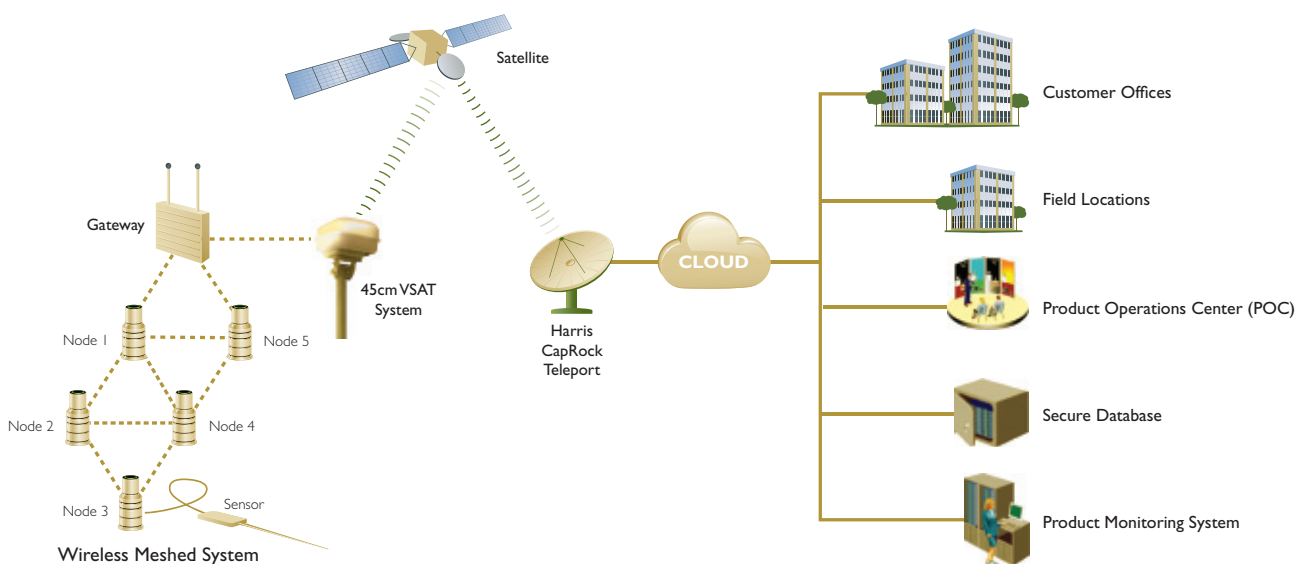 Satellite
Gateway
45cm VSAT
System
Node 1
Node 5
Node 2
Node 4
Node 3
Sensor
Wireless Meshed System
Harris
CapRock
Teleport
CLOUD
Customer Offices
Field Locations
Product Operations Center (POC)
Secure Database
Product Monitoring System